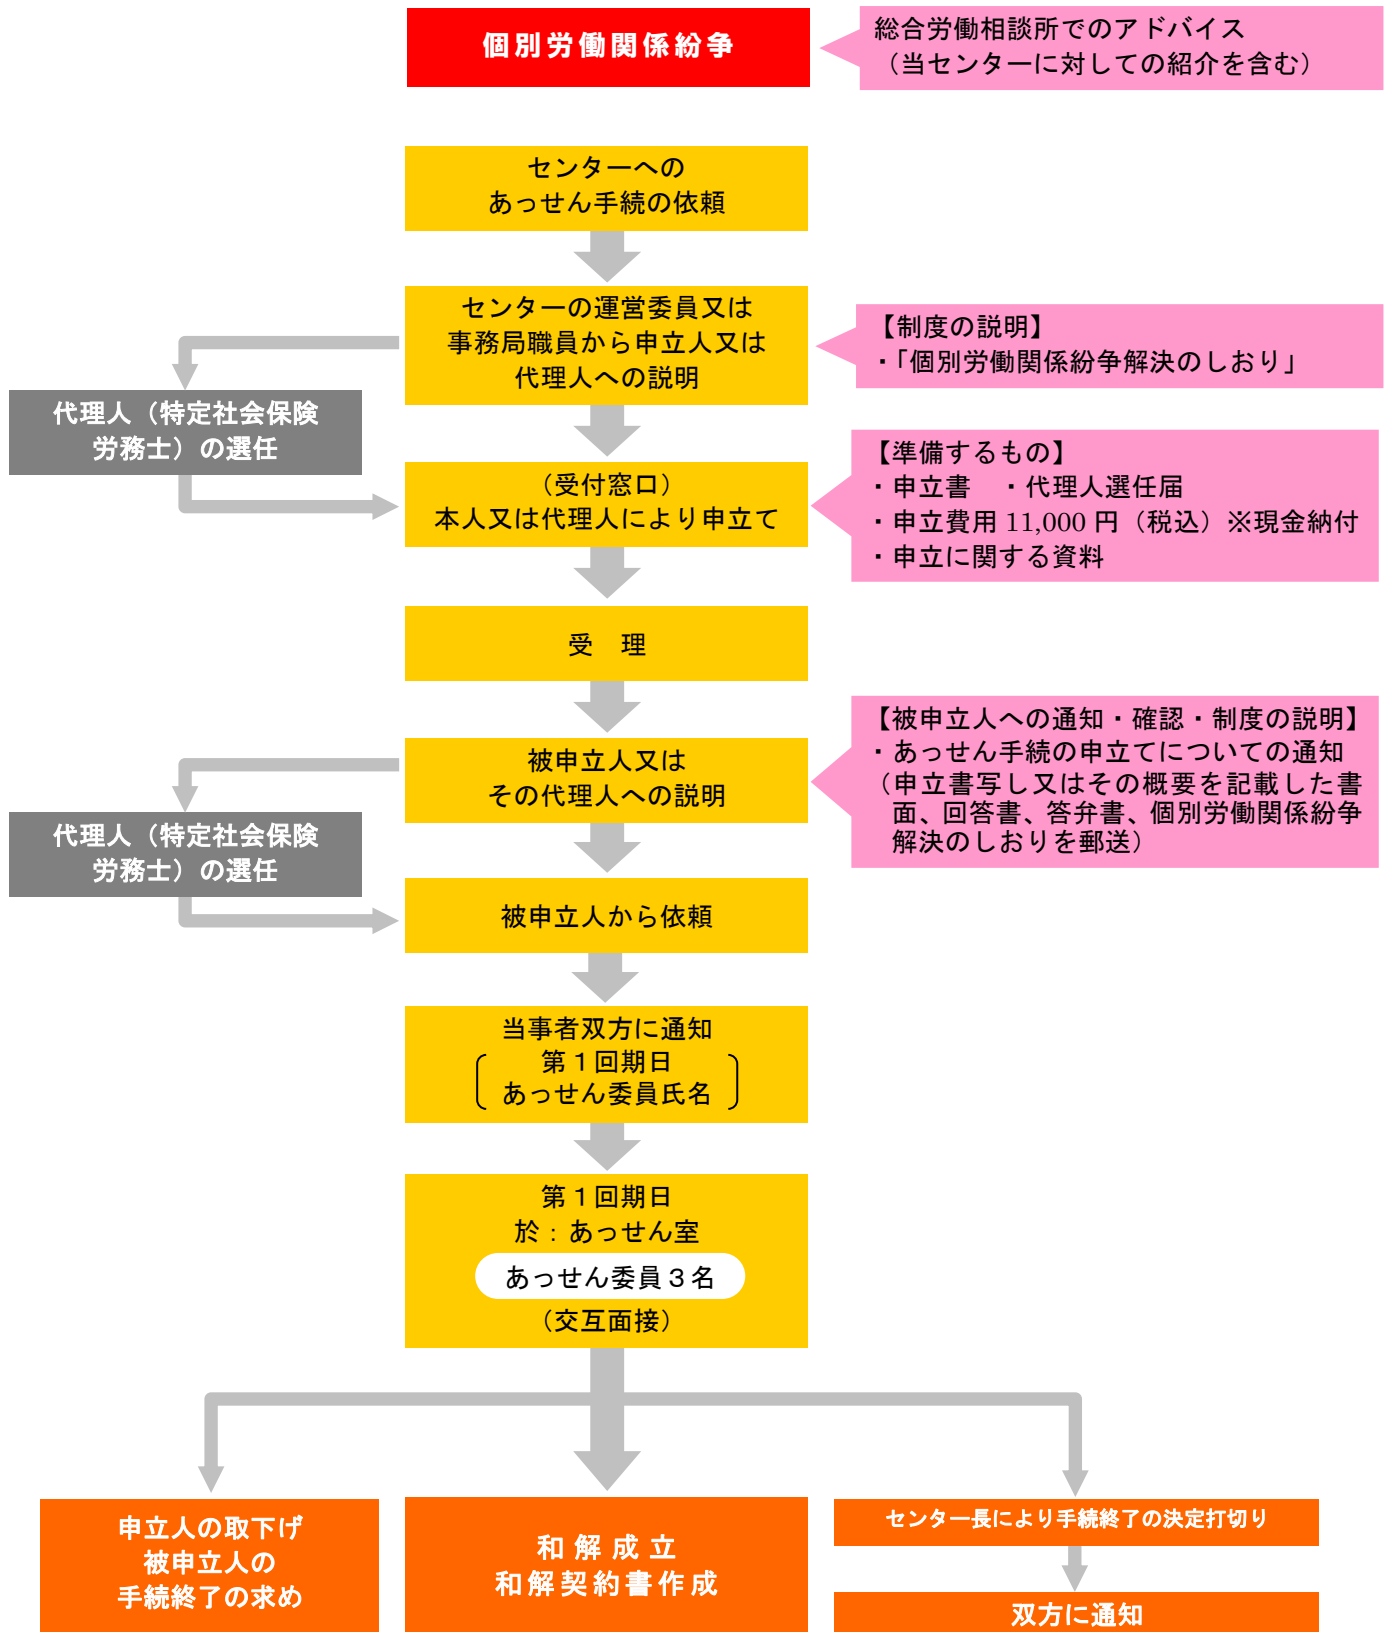 個別労働関係紛争
総合労働相談所でのアドバイス
（当センターに対しての紹介を含む）
センターへの
あっせん手続の依頼
センターの運営委員又は
事務局職員から申立人又は
代理人への説明
【制度の説明】
・「個別労働関係紛争解決のしおり」
代理人（特定社会保険
労務士）の選任
（受付窓口）
本人又は代理人により申立て
【準備するもの】
・申立書　・代理人選任届
・申立費用 11,000 円（税込）※現金納付
・申立に関する資料
受　理
被申立人又は
その代理人への説明
【被申立人への通知・確認・制度の説明】
・あっせん手続の申立てについての通知
（申立書写し又はその概要を記載した書
面、回答書、答弁書、個別労働関係紛争
解決のしおりを郵送）
代理人（特定社会保険
労務士）の選任
被申立人から依頼
当事者双方に通知
第１回期日
あっせん委員氏名
第１回期日
於：あっせん室
あっせん委員３名
（交互面接）
申立人の取下げ
被申立人の
手続終了の求め
和解成立
和解契約書作成
センター長により手続終了の決定打切り
双方に通知